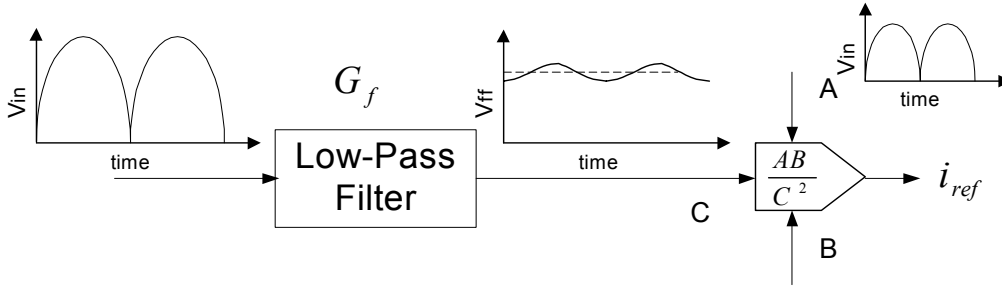 Vin
time
G_f
Low-Pass
Filter
Vff
time
C
A
Vin
time
AB
C^2
i_ref
B